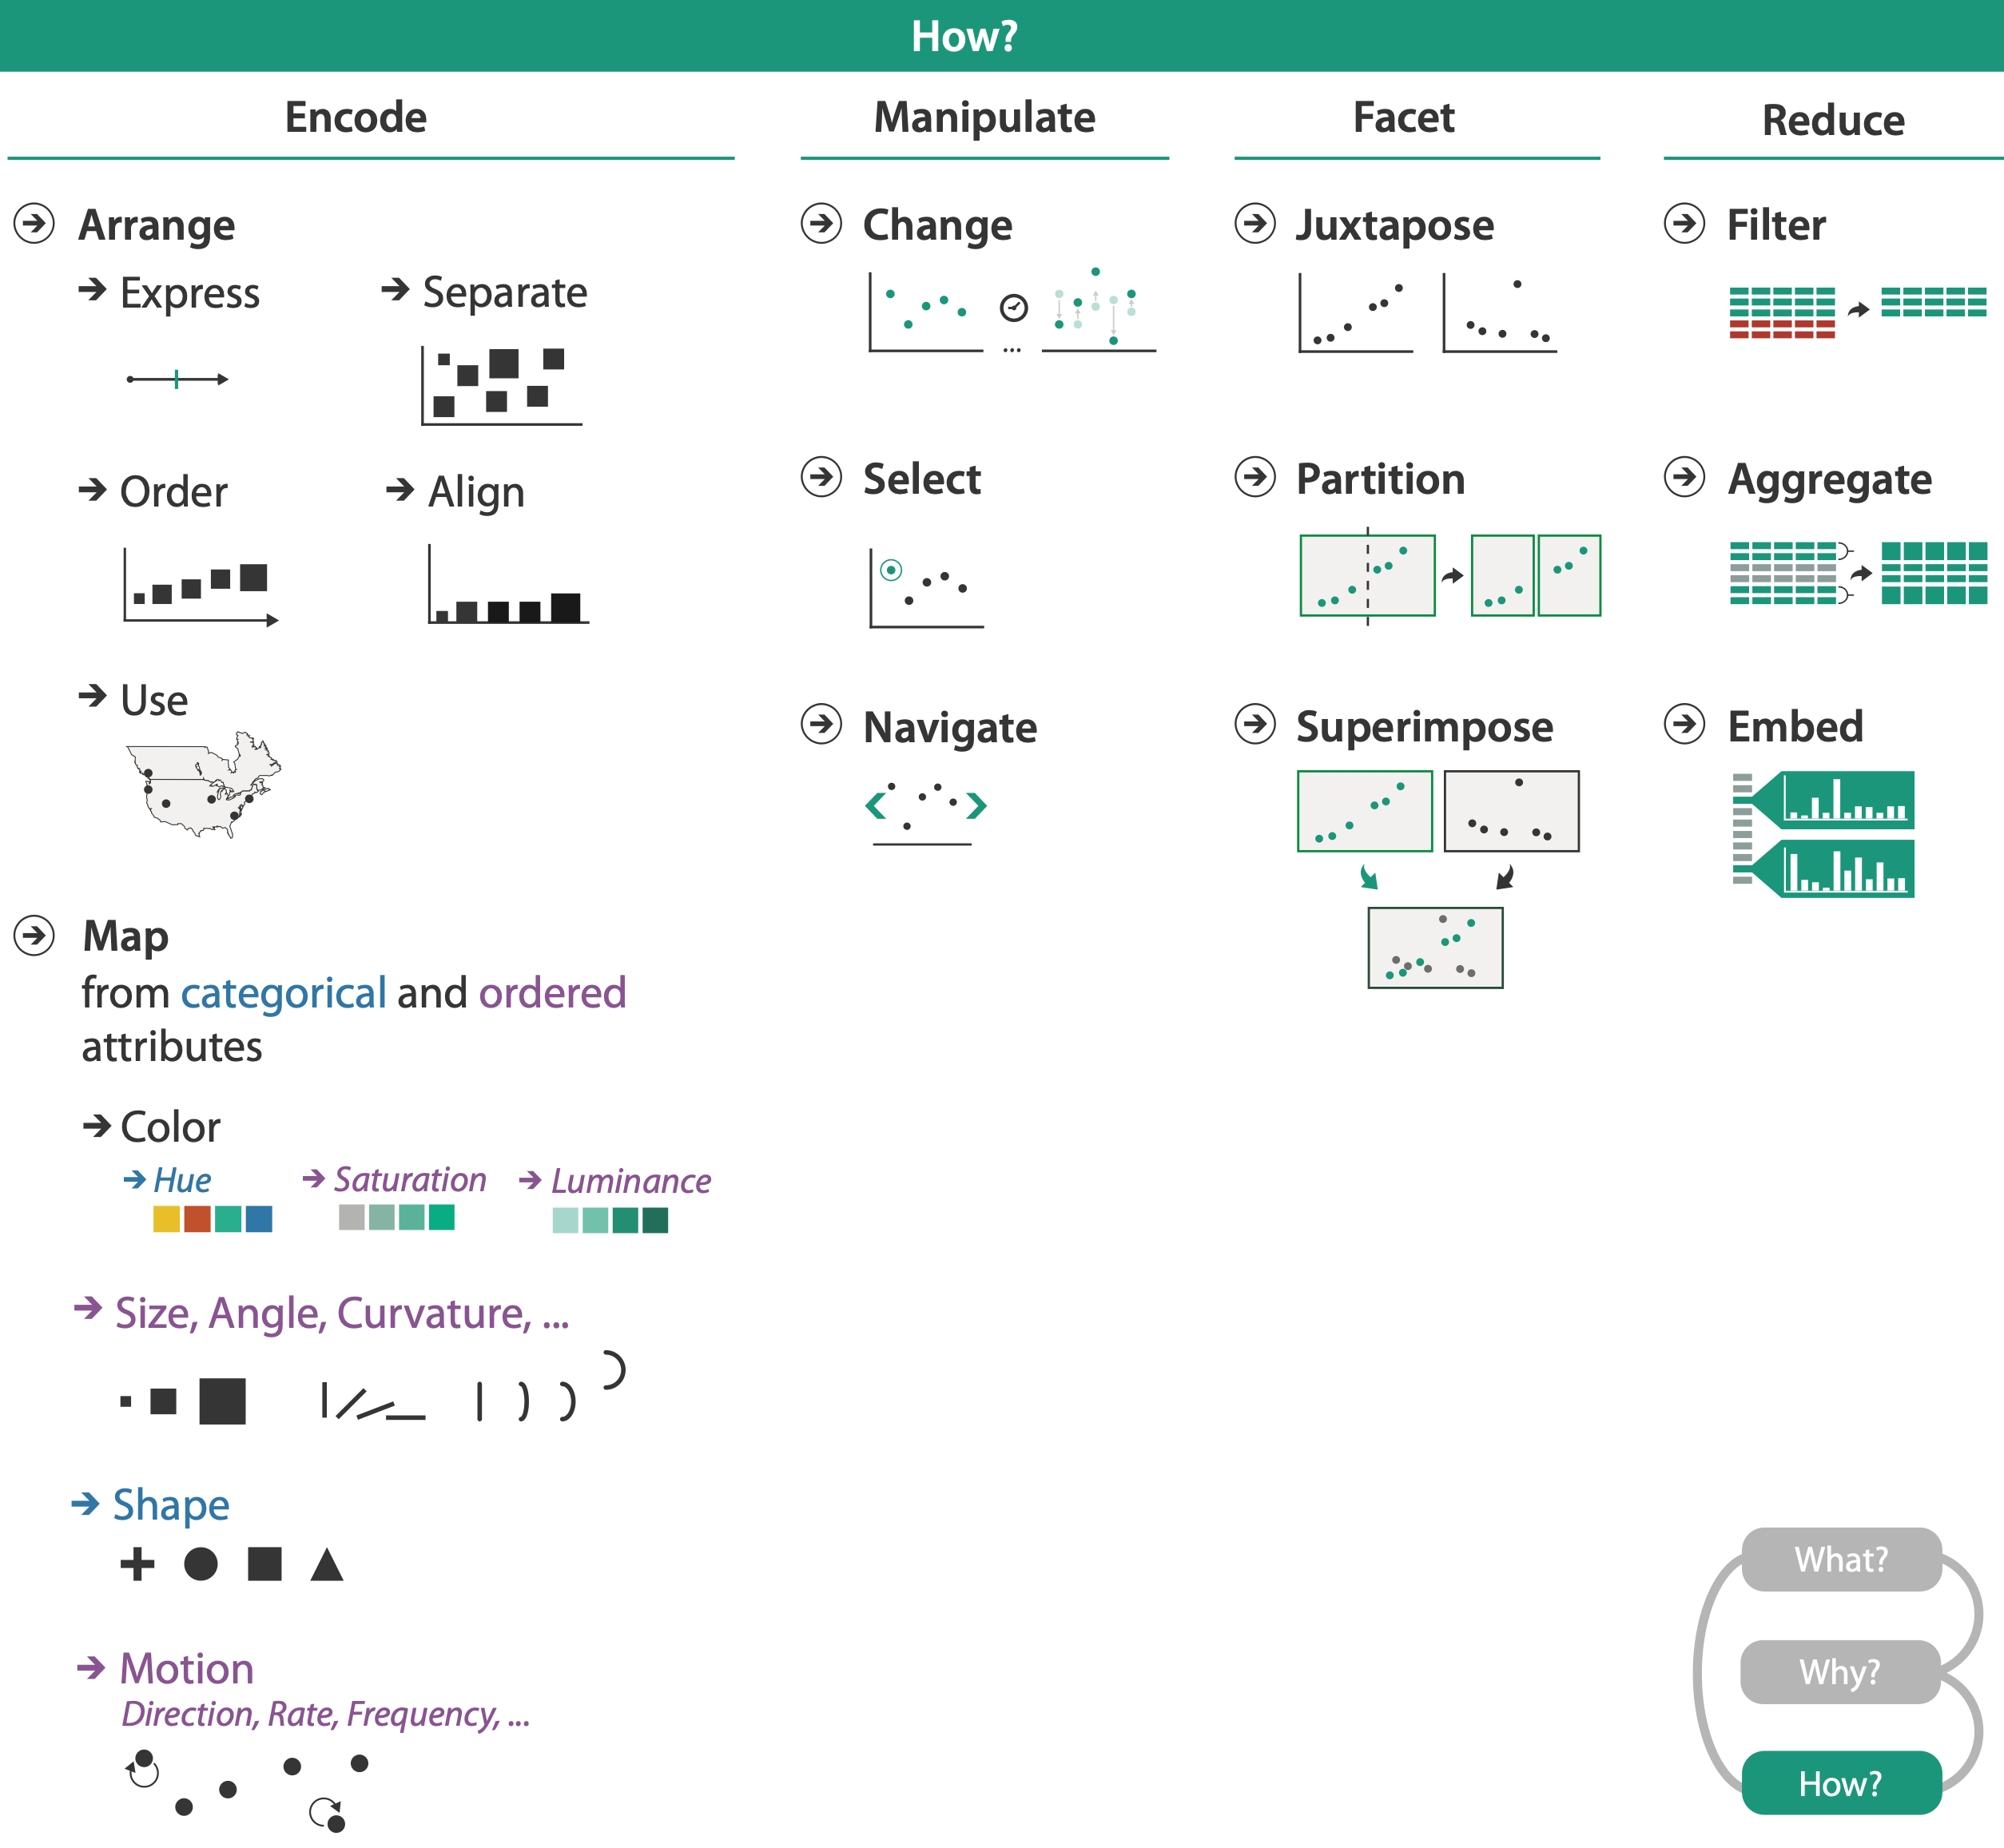 How?
Encode
Arrange
Express
Separate
Order
Align
Use
Map
from categorical and ordered
attributes
Color
Hue
Saturation
Luminance
Size, Angle, Curvature, ...
Shape
Motion
Direction, Rate, Frequency, ...
Manipulate
Change
...
Select
Navigate
Facet
Juxtapose
Partition
Superimpose
Reduce
Filter
Aggregate
Embed
What?
Why?
How?